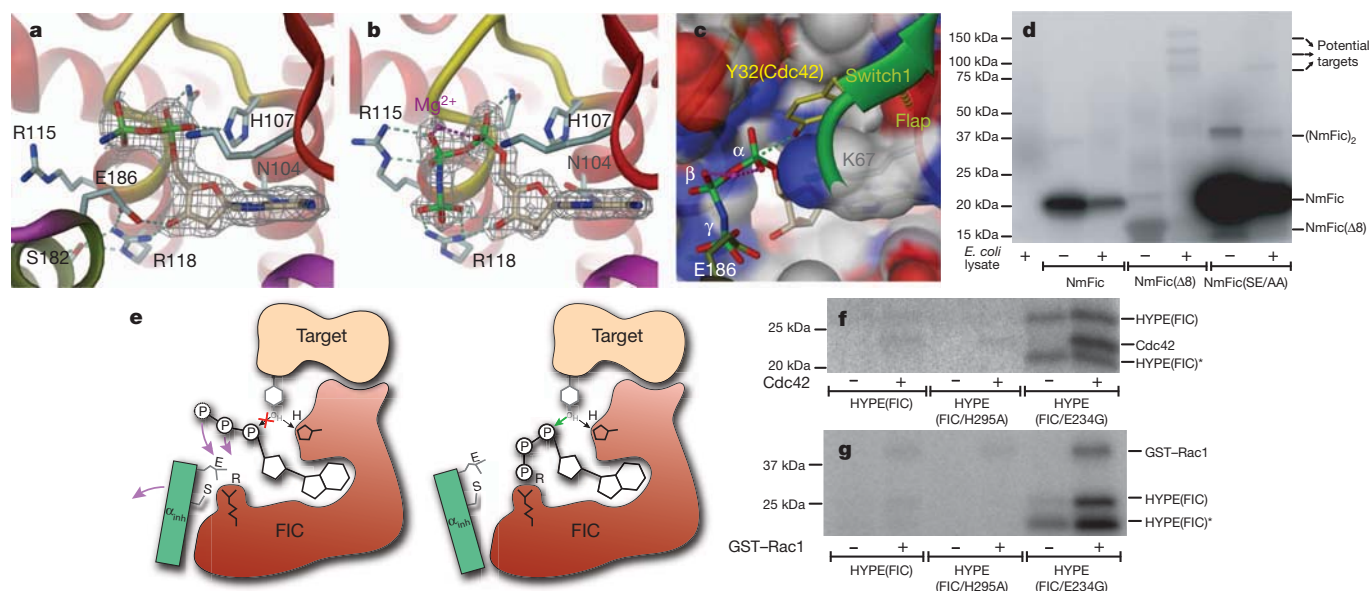 a
R115
H107
N104
E186
S182
R118
b
Mg2+
R115
H107
N104
R118
c
Y32(Cdc42)
Switch1
Flap
K67
α
β
γ
E186
d
150 kDa
100 kDa
75 kDa
50 kDa
37 kDa
25 kDa
20 kDa
15 kDa
Potential
targets
(NmFic)2
NmFic
NmFic(Δ8)
E. coli
lysate
+ − + − + − +
NmFic NmFic(Δ8) NmFic(SE/AA)
e
Target
OH H
P P P
E
S
R
αinh
FIC
Target
OH H
P P P
E
S
R
αinh
FIC
f
25 kDa
20 kDa
HYPE(FIC)
Cdc42
HYPE(FIC)*
Cdc42 − + − + − +
HYPE(FIC) HYPE HYPE
(FIC/H295A) (FIC/E234G)
g
37 kDa
25 kDa
GST–Rac1
HYPE(FIC)
HYPE(FIC)*
GST–Rac1 − + − + − +
HYPE(FIC) HYPE HYPE
(FIC/H295A) (FIC/E234G)